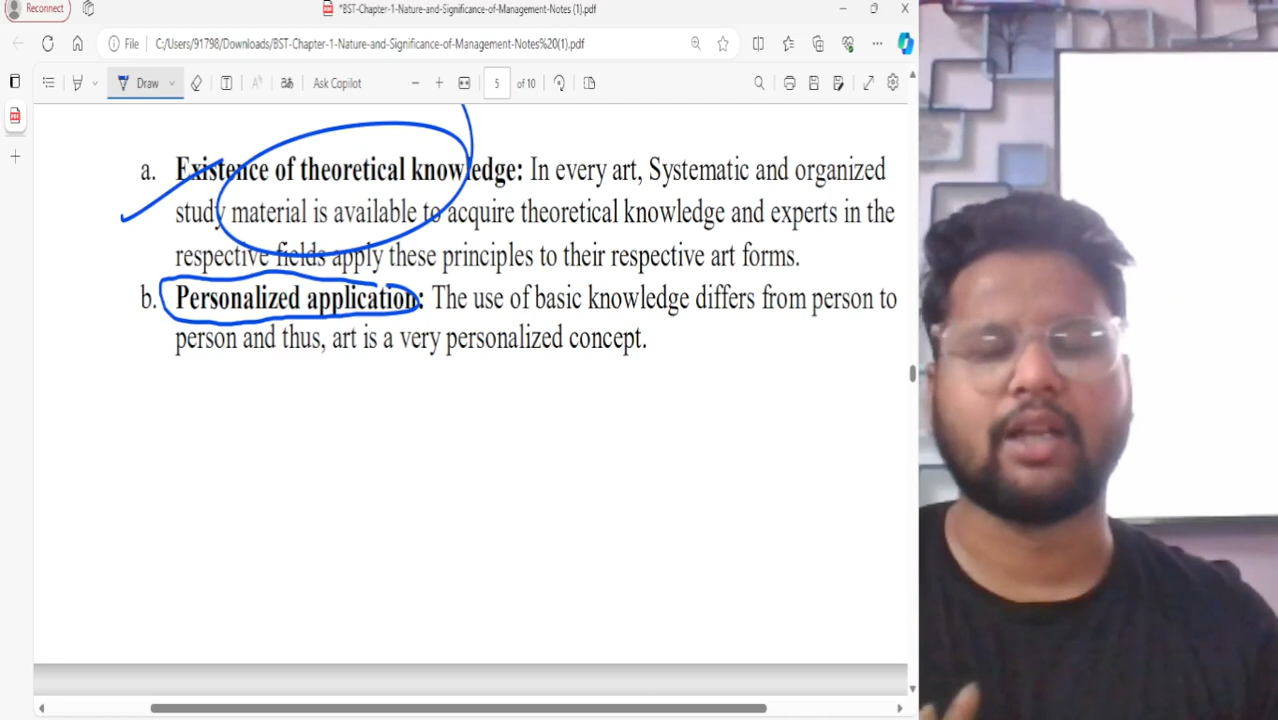 Reconnect
*BST-Chapter-1-Nature-and-Significance-of-Management-Notes (1).pdf
File C:/Users/91798/Downloads/BST-Chapter-1-Nature-and-Significance-of-Management-Notes%20(1).pdf
Draw Ask Copilot 5 of 10
a. Existence of theoretical knowledge: In every art, Systematic and organized
study material is available to acquire theoretical knowledge and experts in the
respective fields apply these principles to their respective art forms.
b. Personalized application: The use of basic knowledge differs from person to
person and thus, art is a very personalized concept.